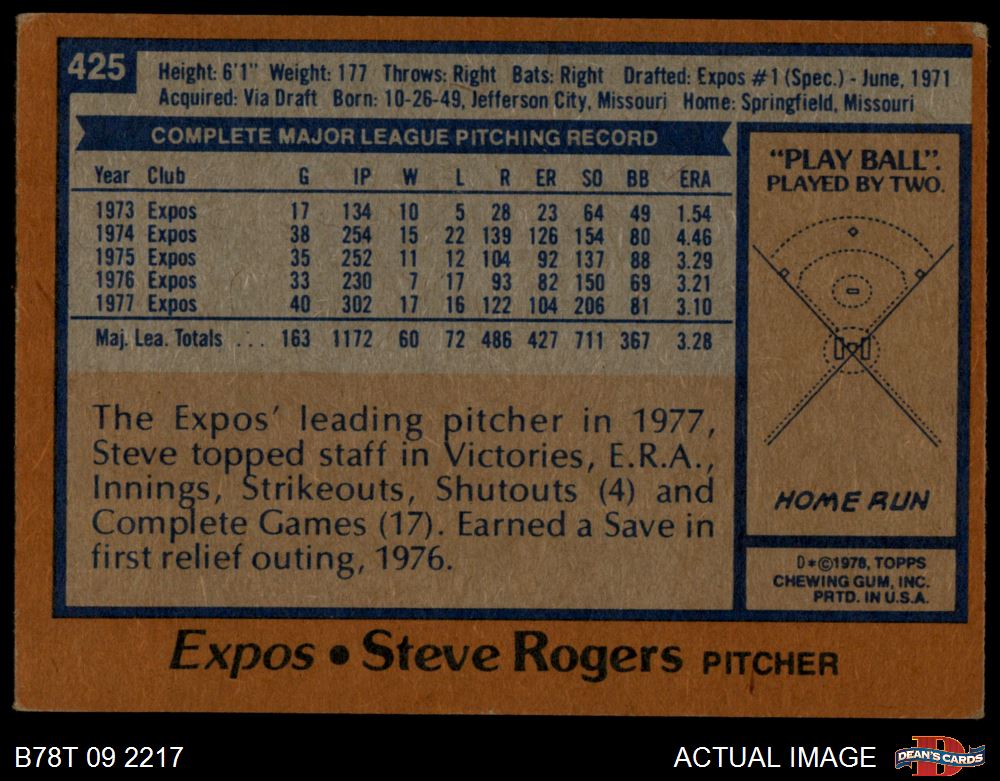 425
Height: 6'1" Weight: 177 Throws: Right Bats: Right Drafted: Expos #1 (Spec.) - June, 1971
Acquired: Via Draft Born: 10-26-49, Jefferson City, Missouri Home: Springfield, Missouri
COMPLETE MAJOR LEAGUE PITCHING RECORD
Year Club G IP W L R ER SO BB ERA
1973 Expos 17 134 10 5 28 23 64 49 1.54
1974 Expos 38 254 15 22 139 126 154 80 4.46
1975 Expos 35 252 11 12 104 92 137 88 3.29
1976 Expos 33 230 7 17 93 82 150 69 3.21
1977 Expos 40 302 17 16 122 104 206 81 3.10
Maj. Lea. Totals . . . 163 1172 60 72 486 427 711 367 3.28
The Expos' leading pitcher in 1977,
Steve topped staff in Victories, E.R.A.,
Innings, Strikeouts, Shutouts (4) and
Complete Games (17). Earned a Save in
first relief outing, 1976.
"PLAY BALL".
PLAYED BY TWO.
HOME RUN
D*©1978, TOPPS
CHEWING GUM, INC.
PRTD. IN U.S.A.
Expos • Steve Rogers PITCHER
B78T 09 2217
ACTUAL IMAGE
D
DEAN'S CARDS